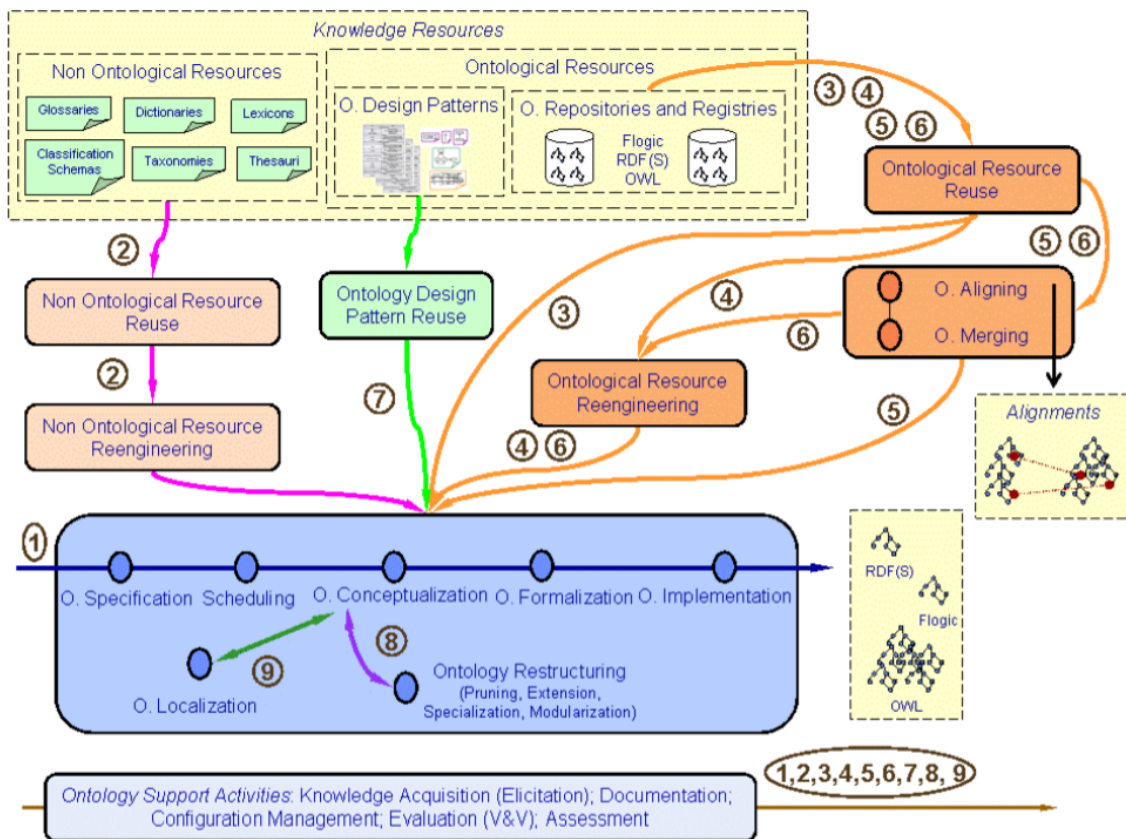 Knowledge Resources
Non Ontological Resources
Glossaries
Dictionaries
Lexicons
Classification
Schemas
Taxonomies
Thesauri
Ontological Resources
O. Design Patterns
O. Repositories and Registries
Flogic
RDF(S)
OWL
3 4
5 6
Ontological Resource
Reuse
2
5 6
Non Ontological Resource
Reuse
Ontology Design
Pattern Reuse
3
4
O. Aligning
O. Merging
6
2
7
Ontological Resource
Reengineering
5
Non Ontological Resource
Reengineering
4 6
Alignments
1
O. Specification
Scheduling
O. Conceptualization
O. Formalization
O. Implementation
8
9
O. Localization
Ontology Restructuring
(Pruning, Extension,
Specialization, Modularization)
RDF(S)
Flogic
OWL
1,2,3,4,5,6,7,8, 9
Ontology Support Activities: Knowledge Acquisition (Elicitation); Documentation;
Configuration Management; Evaluation (V&V); Assessment